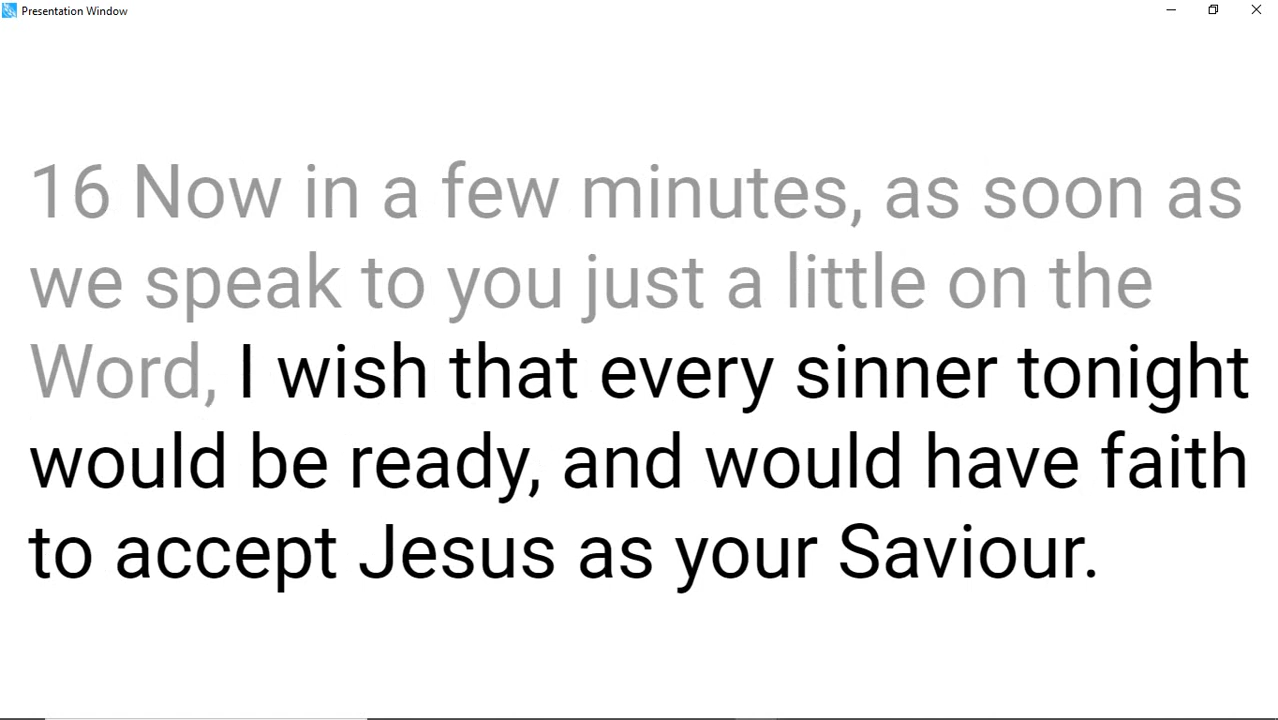 Presentation Window
16 Now in a few minutes, as soon as
we speak to you just a little on the
Word, I wish that every sinner tonight
would be ready, and would have faith
to accept Jesus as your Saviour.